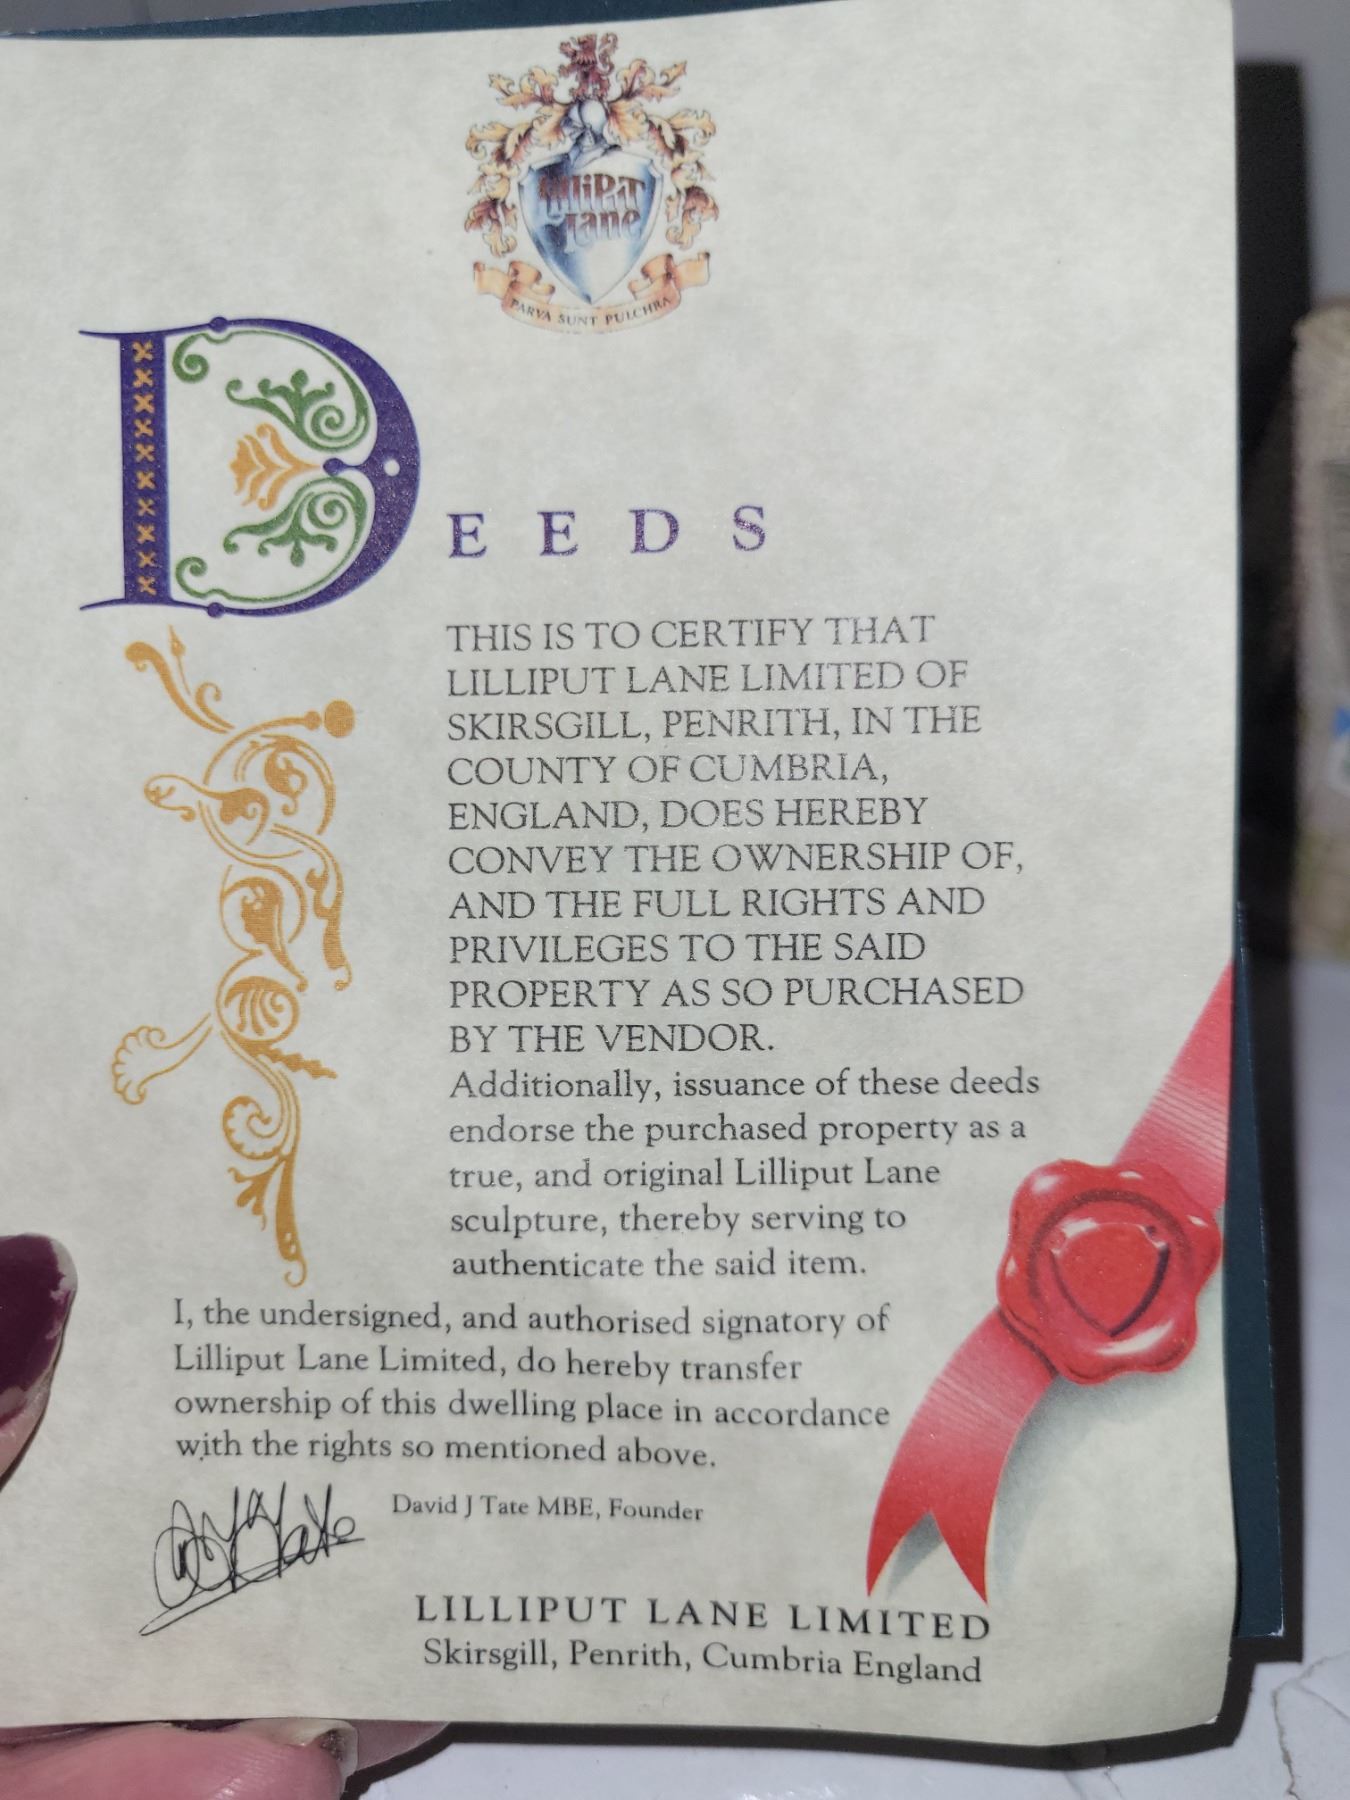 Lilliput
Lane
PARVA SUNT PULCHRA
DEEDS
THIS IS TO CERTIFY THAT
LILLIPUT LANE LIMITED OF
SKIRSGILL, PENRITH, IN THE
COUNTY OF CUMBRIA,
ENGLAND, DOES HEREBY
CONVEY THE OWNERSHIP OF,
AND THE FULL RIGHTS AND
PRIVILEGES TO THE SAID
PROPERTY AS SO PURCHASED
BY THE VENDOR.
Additionally, issuance of these deeds
endorse the purchased property as a
true, and original Lilliput Lane
sculpture, thereby serving to
authenticate the said item.
I, the undersigned, and authorised signatory of
Lilliput Lane Limited, do hereby transfer
ownership of this dwelling place in accordance
with the rights so mentioned above.
David J Tate MBE, Founder
LILLIPUT LANE LIMITED
Skirsgill, Penrith, Cumbria England